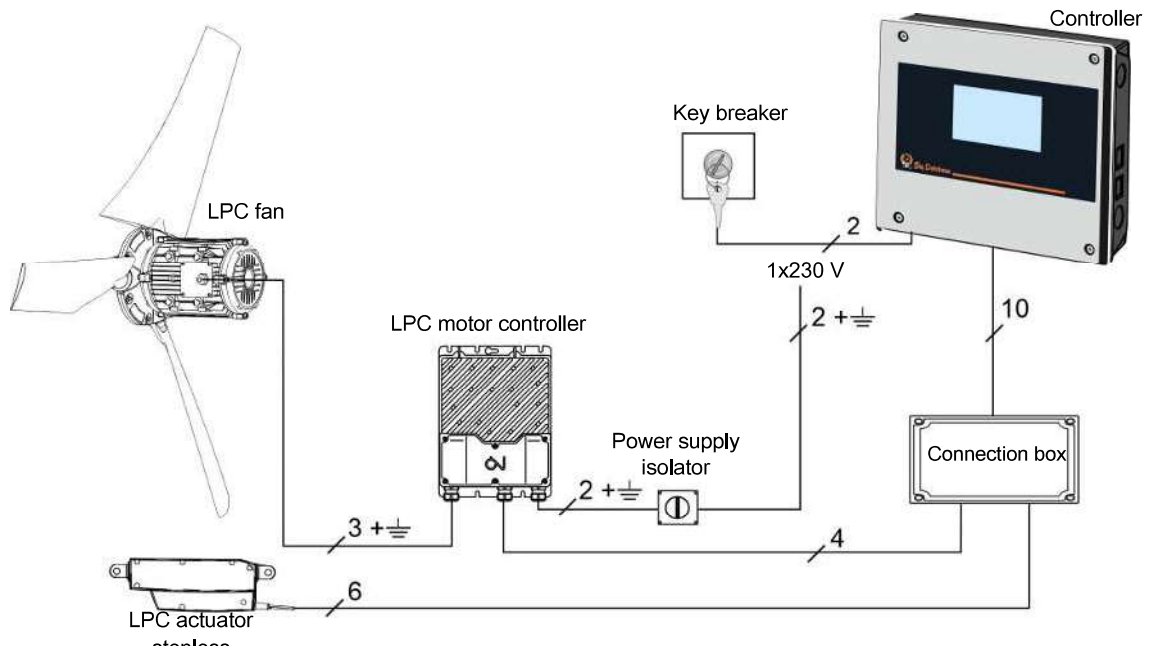 Controller
Key breaker
LPC fan
2
1x230 V
LPC motor controller
2 +
10
Power supply
isolator
Connection box
2 +
3 +
4
6
LPC actuator
stepless